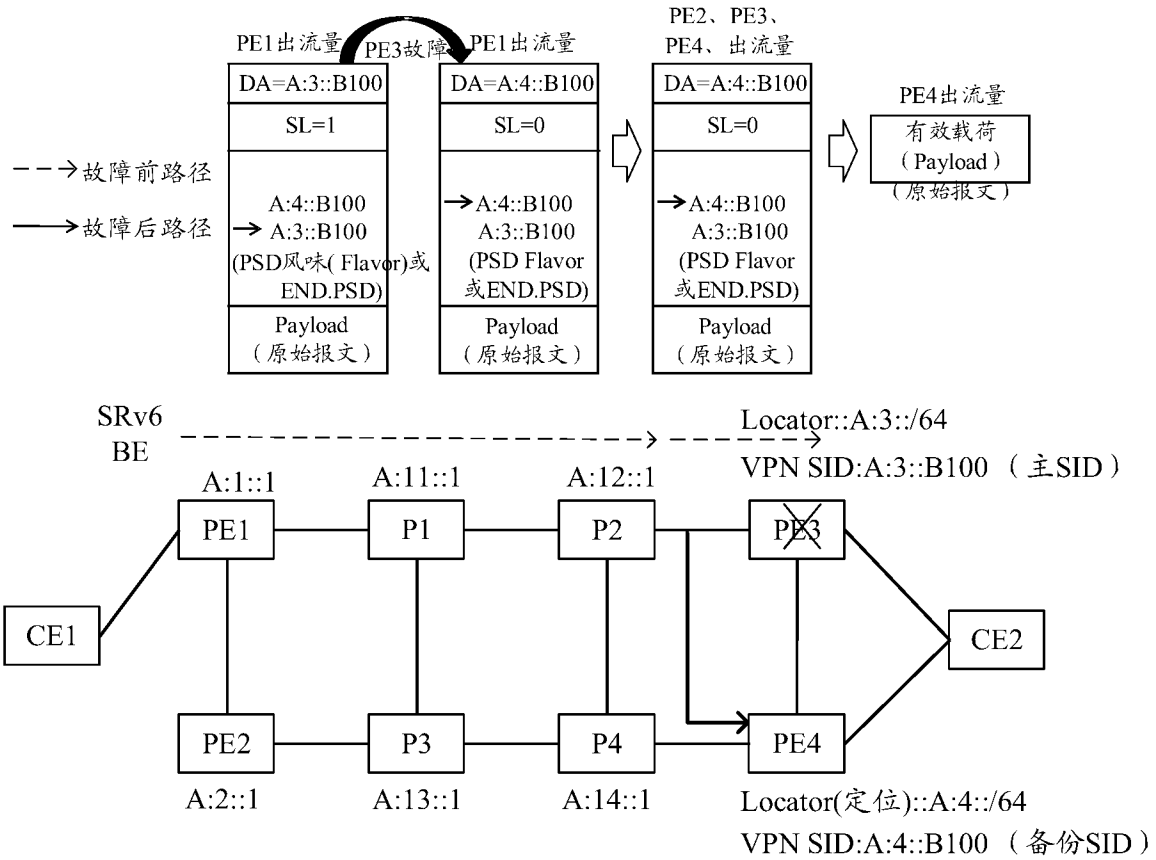 PE1出流量
PE3故障
PE1出流量
PE2、PE3、
PE4、出流量
PE4出流量
DA=A:3::B100
SL=1
A:4::B100
A:3::B100
(PSD风味( Flavor)或
END.PSD)
Payload
（原始报文）
DA=A:4::B100
SL=0
A:4::B100
A:3::B100
(PSD Flavor
或END.PSD)
Payload
（原始报文）
DA=A:4::B100
SL=0
A:4::B100
A:3::B100
(PSD Flavor
或END.PSD)
Payload
（原始报文）
有效载荷
（Payload）
（原始报文）
故障前路径
故障后路径
SRv6
BE
Locator::A:3::/64
VPN SID:A:3::B100 （主SID）
A:1::1
A:11::1
A:12::1
PE1
P1
P2
PE3
CE1
CE2
PE2
P3
P4
PE4
A:2::1
A:13::1
A:14::1
Locator(定位)::A:4::/64
VPN SID:A:4::B100 （备份SID）